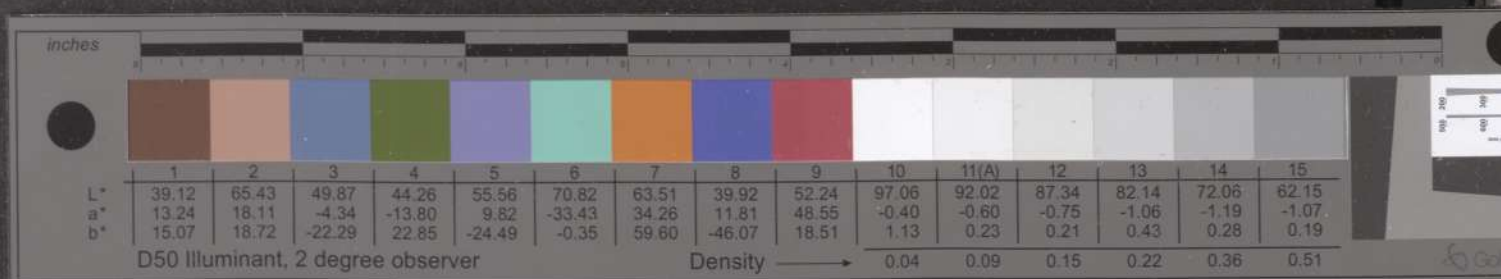 inches
1 2 3 4 5 6 7 8 9 10 11(A) 12 13 14 15
L* 39.12 65.43 49.87 44.26 55.56 70.82 63.51 39.92 52.24 97.06 92.02 87.34 82.14 72.06 62.15
a* 13.24 18.11 -4.34 -13.80 9.82 -33.43 34.26 11.81 48.55 -0.40 -0.60 -0.75 -1.06 -1.19 -1.07
b* 15.07 18.72 -22.29 22.85 -24.49 -0.35 59.60 -46.07 18.51 1.13 0.23 0.21 0.43 0.28 0.19
D50 Illuminant, 2 degree observer Density 0.04 0.09 0.15 0.22 0.36 0.51